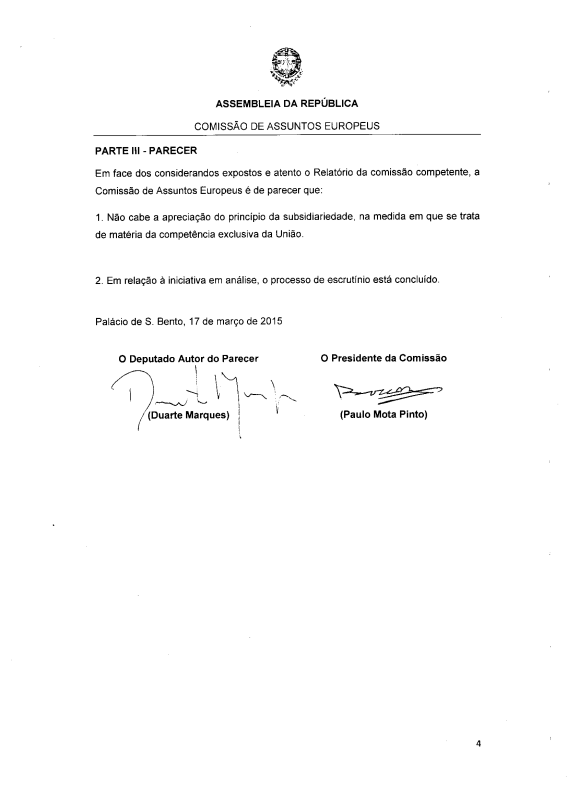 ASSEMBLEIA DA REPÚBLICA
COMISSÃO DE ASSUNTOS EUROPEUS
PARTE III - PARECER
Em face dos considerandos expostos e atento o Relatório da comissão competente, a
Comissão de Assuntos Europeus é de parecer que:
1. Não cabe a apreciação do princípio da subsidiariedade, na medida em que se trata
de matéria da competência exclusiva da União.
2. Em relação à iniciativa em análise, o processo de escrutínio está concluído.
Palácio de S. Bento, 17 de março de 2015
O Deputado Autor do Parecer
O Presidente da Comissão
(Duarte Marques)
(Paulo Mota Pinto)
4